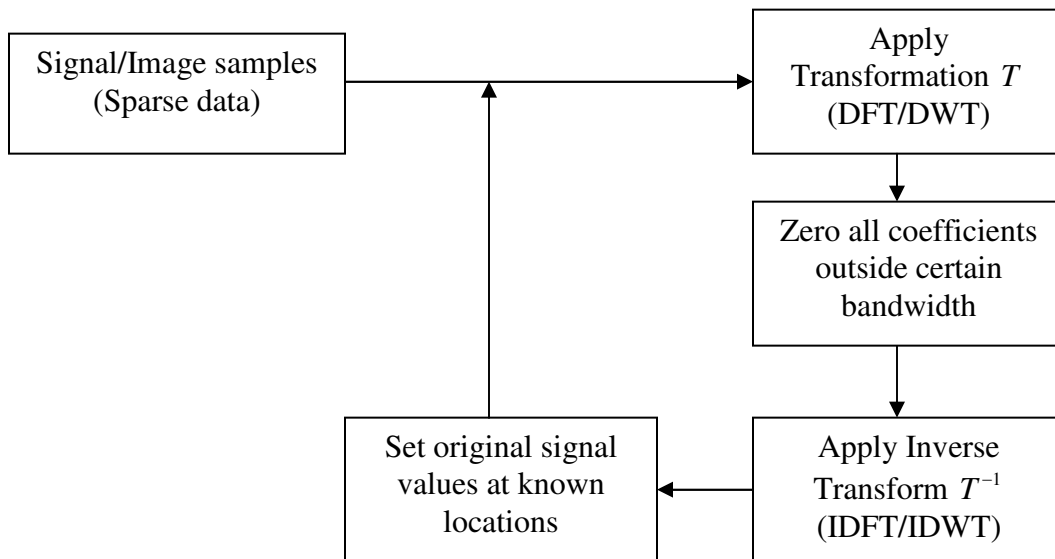 Signal/Image samples
(Sparse data)
Apply
Transformation T
(DFT/DWT)
Zero all coefficients
outside certain
bandwidth
Set original signal
values at known
locations
Apply Inverse
Transform T⁻¹
(IDFT/IDWT)